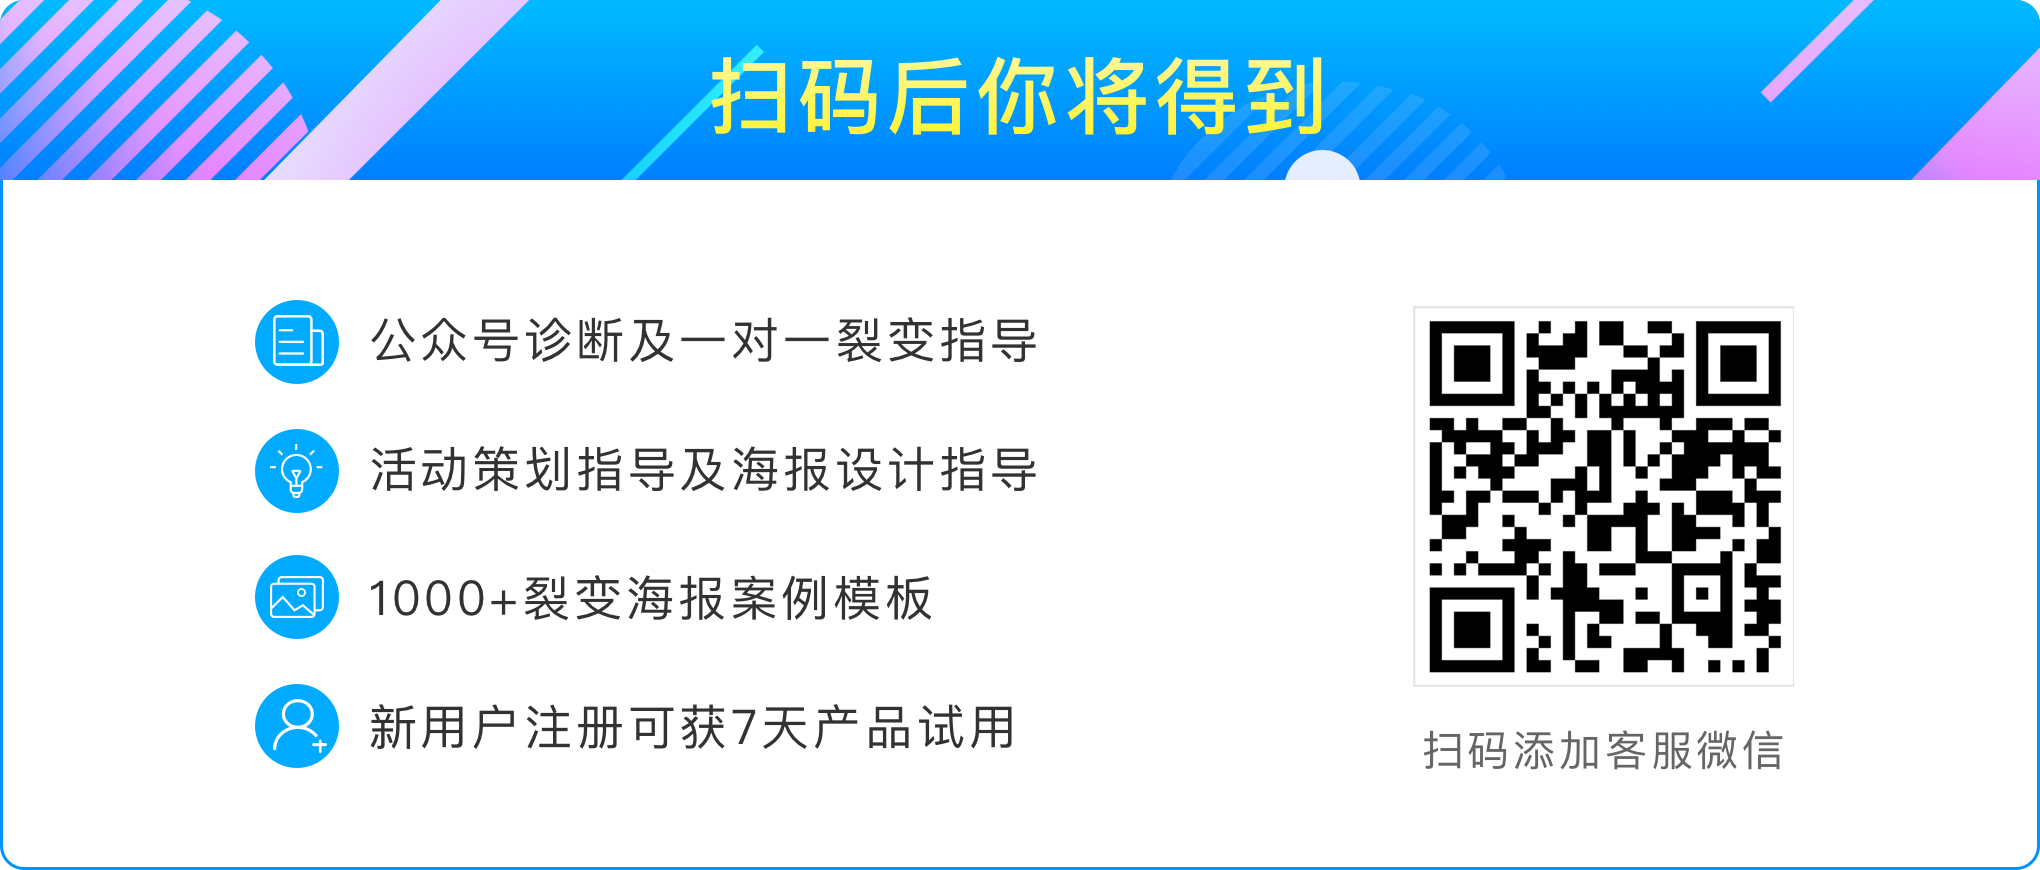 扫码后你将得到
公众号诊断及一对一裂变指导
活动策划指导及海报设计指导
1000+裂变海报案例模板
新用户注册可获7天产品试用
扫码添加客服微信